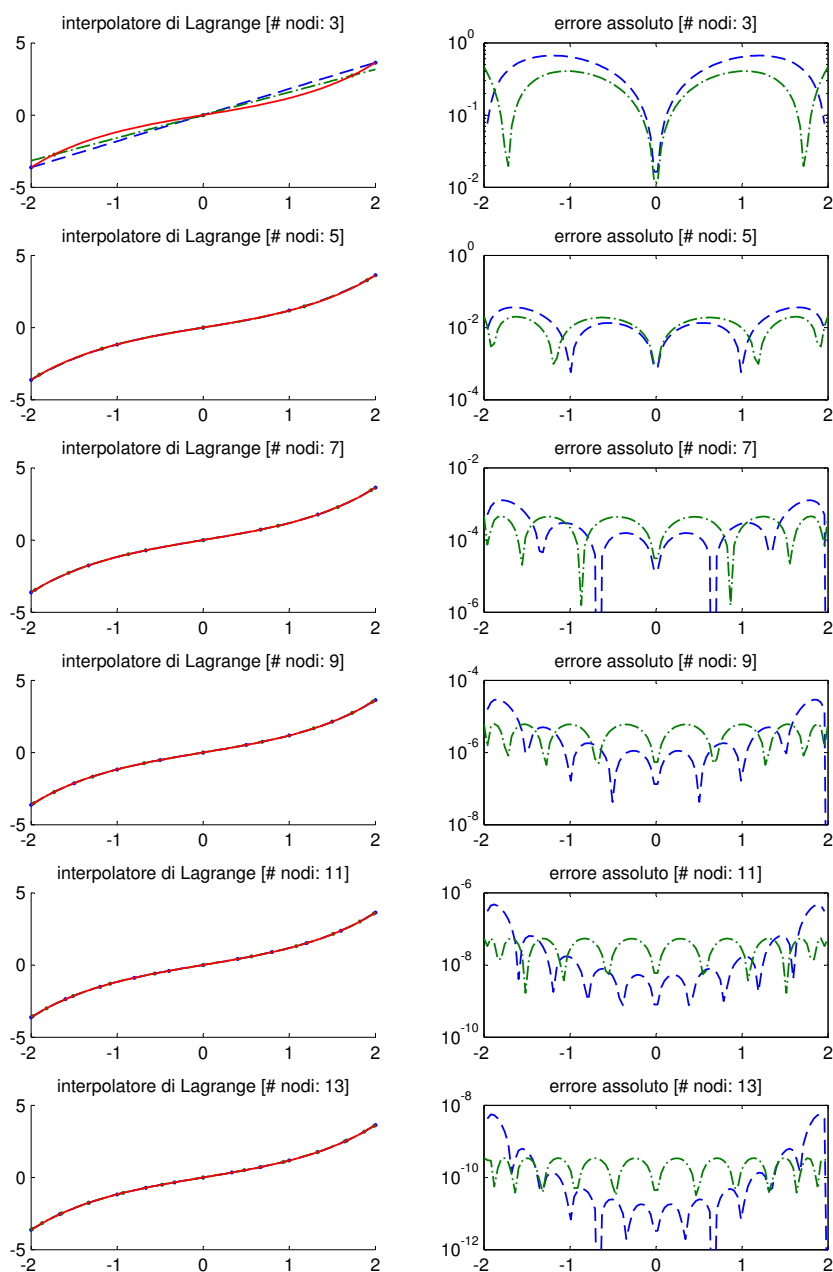 interpolatore di Lagrange [# nodi: 3]
errore assoluto [# nodi: 3]
5
0
-5
-2 -1 0 1 2
10^0
10^-1
10^-2
-2 -1 0 1 2
interpolatore di Lagrange [# nodi: 5]
errore assoluto [# nodi: 5]
5
0
-5
-2 -1 0 1 2
10^0
10^-2
10^-4
-2 -1 0 1 2
interpolatore di Lagrange [# nodi: 7]
errore assoluto [# nodi: 7]
5
0
-5
-2 -1 0 1 2
10^-2
10^-4
10^-6
-2 -1 0 1 2
interpolatore di Lagrange [# nodi: 9]
errore assoluto [# nodi: 9]
5
0
-5
-2 -1 0 1 2
10^-4
10^-6
10^-8
-2 -1 0 1 2
interpolatore di Lagrange [# nodi: 11]
errore assoluto [# nodi: 11]
5
0
-5
-2 -1 0 1 2
10^-6
10^-8
10^-10
-2 -1 0 1 2
interpolatore di Lagrange [# nodi: 13]
errore assoluto [# nodi: 13]
5
0
-5
-2 -1 0 1 2
10^-8
10^-10
10^-12
-2 -1 0 1 2